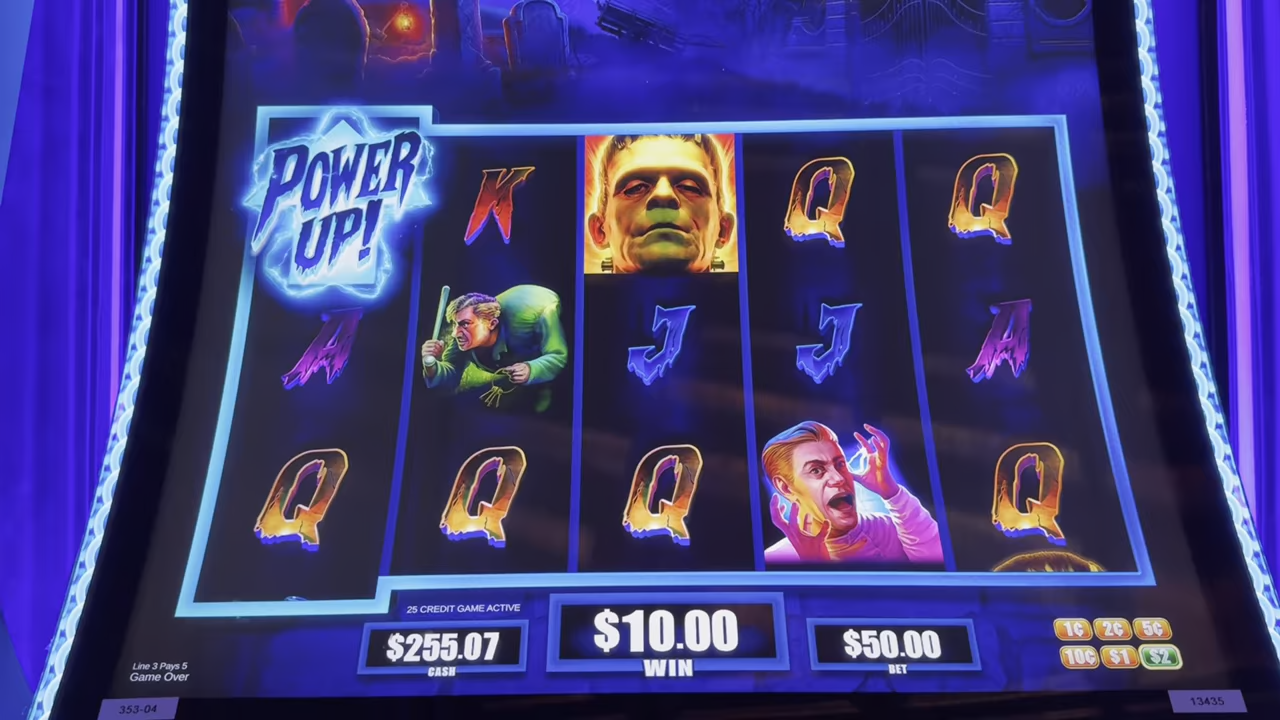 POWER
UP!
K
Q
Q
A
J
J
A
Q
Q
Q
Q
25 CREDIT GAME ACTIVE
$255.07
CASH
$10.00
WIN
$50.00
BET
1¢ 2¢ 5¢
10¢ $1 $2
Line 3 Pays 5
Game Over
353-04
13435